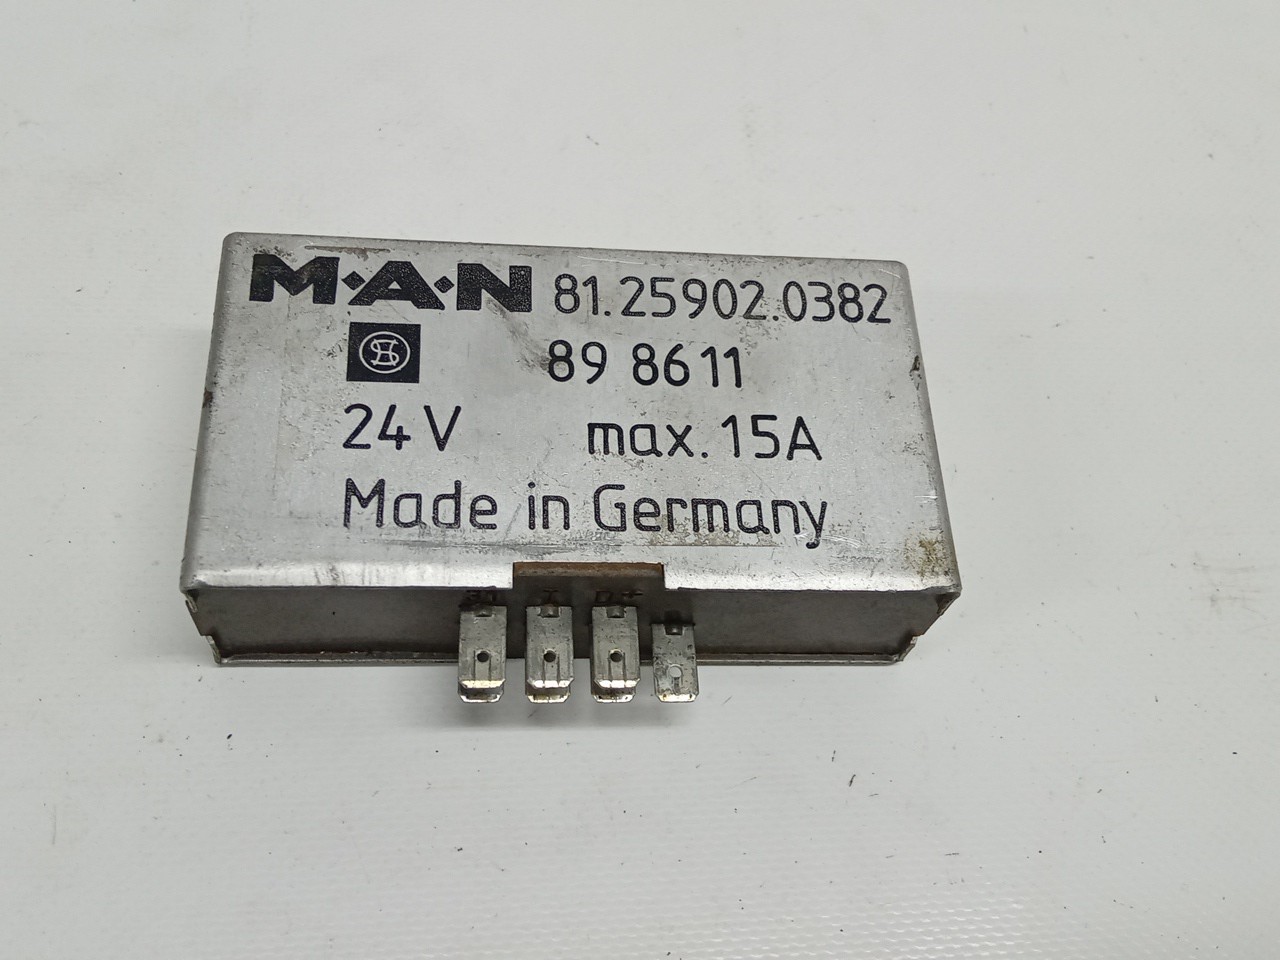 M·A·N 81.25902.0382
89 8611
24V max. 15A
Made in Germany
D+